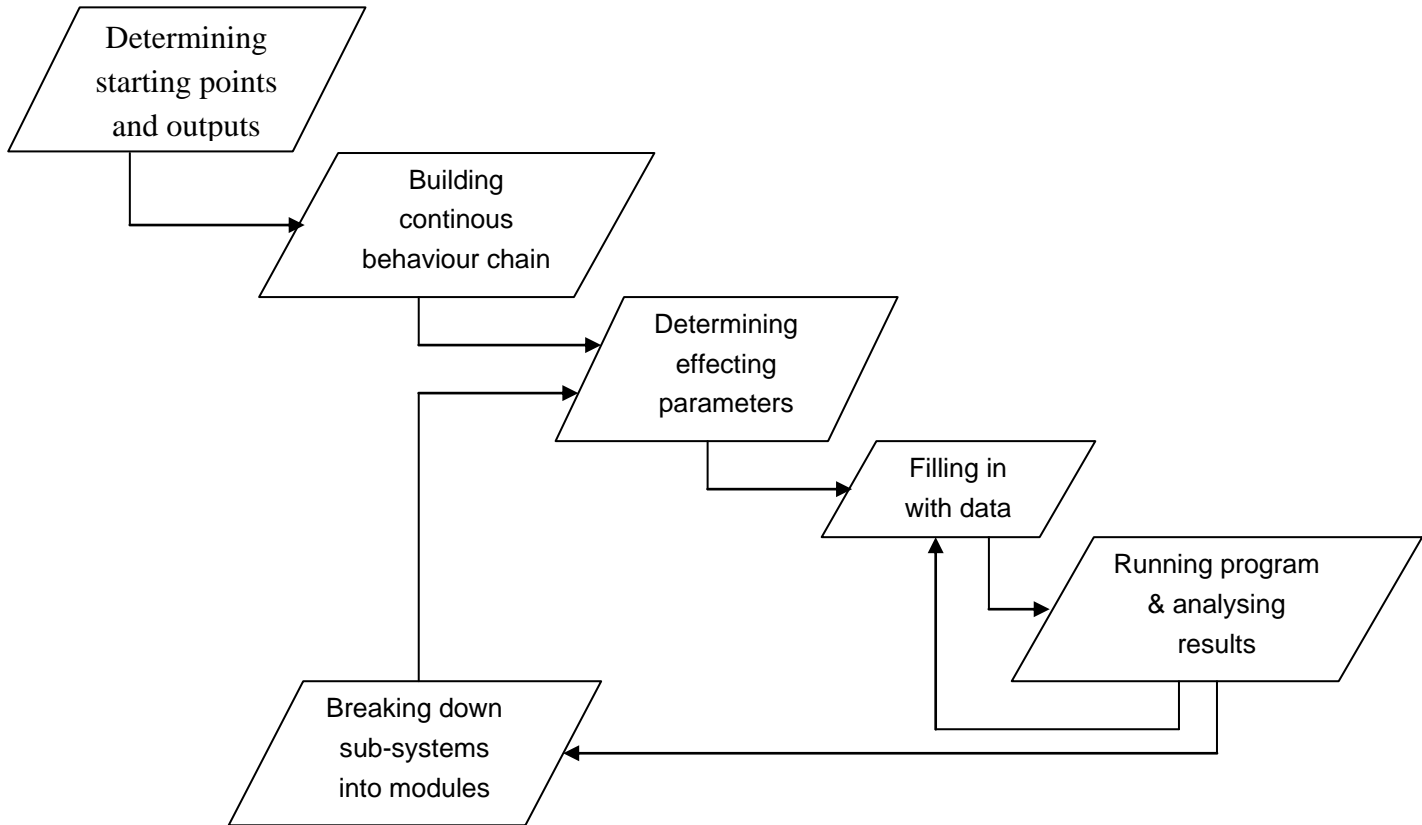 Determining
starting points
and outputs
Building
continous
behaviour chain
Determining
effecting
parameters
Filling in
with data
Running program
& analysing
results
Breaking down
sub-systems
into modules